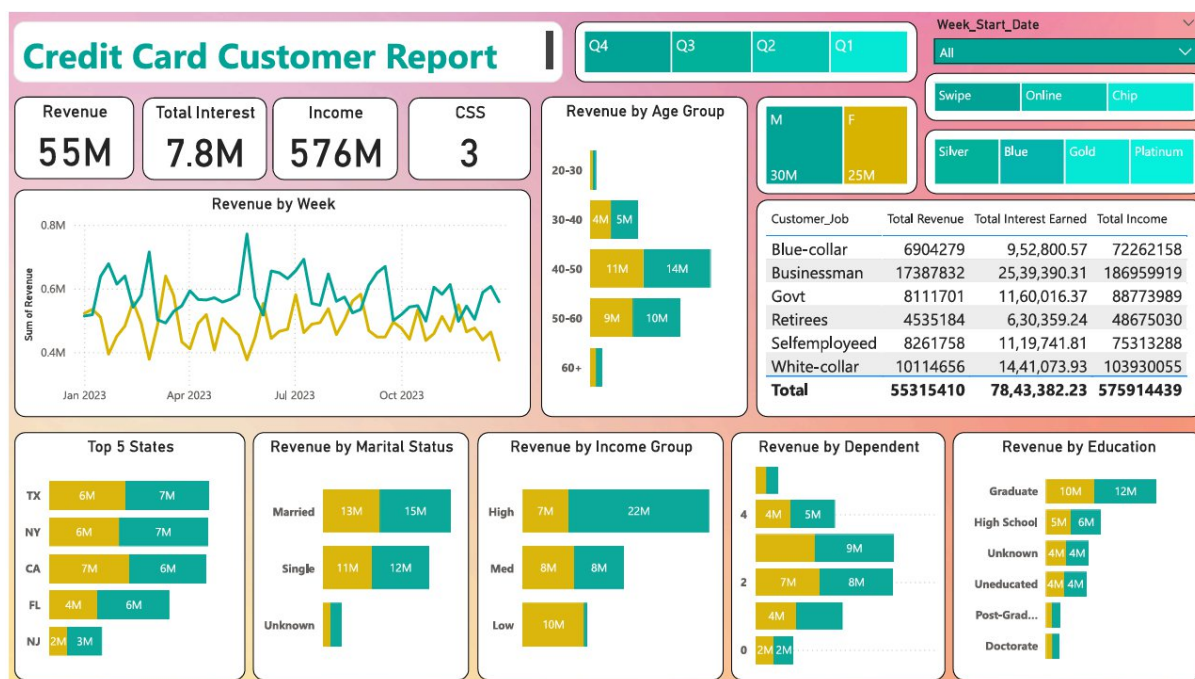 Credit Card Customer Report
Q4 Q3 Q2 Q1
Week_Start_Date
All
Swipe Online Chip
Silver Blue Gold Platinum
Revenue
55M
Total Interest
7.8M
Income
576M
CSS
3
Revenue by Week
Sum of Revenue
0.8M
0.6M
0.4M
Jan 2023 Apr 2023 Jul 2023 Oct 2023
Revenue by Age Group
20-30
30-40 4M 5M
40-50 11M 14M
50-60 9M 10M
60+
M F
30M 25M
Customer_Job Total Revenue Total Interest Earned Total Income
Blue-collar 6904279 9,52,800.57 72262158
Businessman 17387832 25,39,390.31 186959919
Govt 8111701 11,60,016.37 88773989
Retirees 4535184 6,30,359.24 48675030
Selfemployeed 8261758 11,19,741.81 75313288
White-collar 10114656 14,41,073.93 103930055
Total 55315410 78,43,382.23 575914439
Top 5 States
TX 6M 7M
NY 6M 7M
CA 7M 6M
FL 4M 6M
NJ 2M 3M
Revenue by Marital Status
Married 13M 15M
Single 11M 12M
Unknown
Revenue by Income Group
High 7M 22M
Med 8M 8M
Low 10M
Revenue by Dependent
4 4M 5M
9M
2 7M 8M
4M
0 2M 2M
Revenue by Education
Graduate 10M 12M
High School 5M 6M
Unknown 4M 4M
Uneducated 4M 4M
Post-Grad...
Doctorate